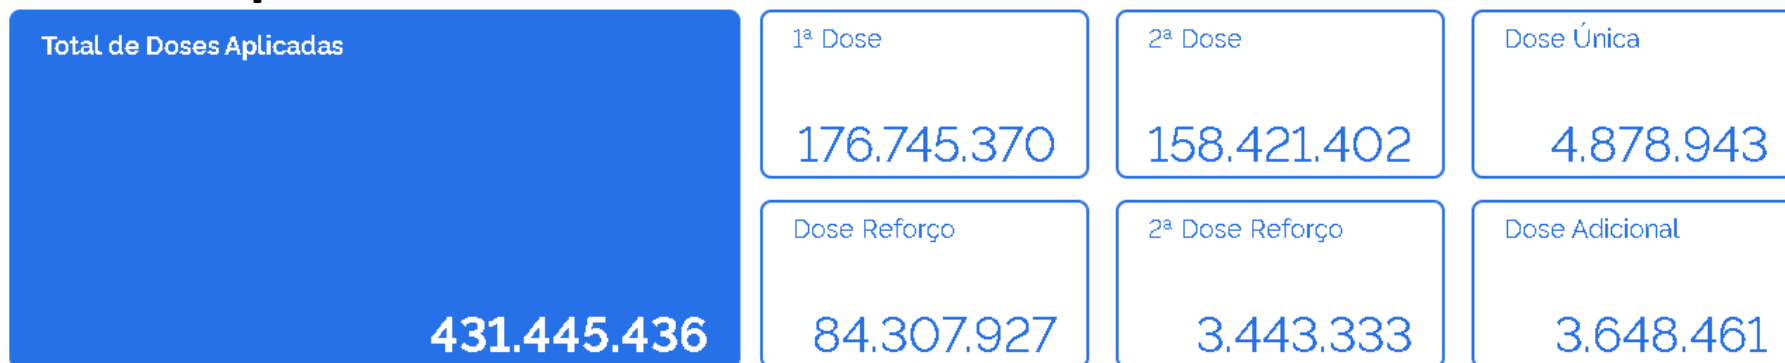 Total de Doses Aplicadas
431.445.436
1ª Dose
176.745.370
2ª Dose
158.421.402
Dose Única
4.878.943
Dose Reforço
84.307.927
2ª Dose Reforço
3.443.333
Dose Adicional
3.648.461